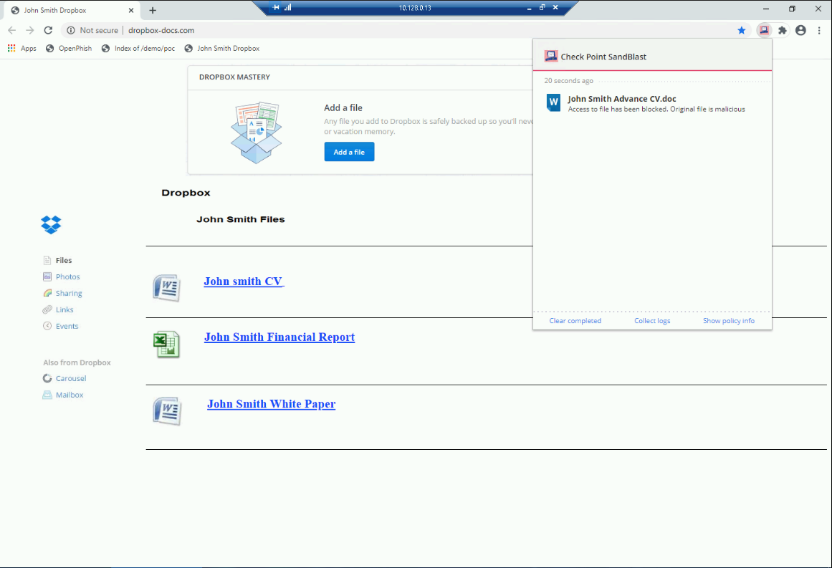 John Smith Dropbox
10.128.0.13
Not secure | dropbox-docs.com
Apps
OpenPhish
Index of /demo/poc
John Smith Dropbox
DROPBOX MASTERY
Add a file
Any file you add to Dropbox is safely backed up so you'll neve
or vacation memory.
Add a file
Check Point SandBlast
20 seconds ago
John Smith Advance CV.doc
Access to file has been blocked. Original file is malicious
Clear completed
Collect logs
Show policy info
Dropbox
John Smith Files
Files
Photos
Sharing
Links
Events
Also from Dropbox
Carousel
Mailbox
John smith CV
John Smith Financial Report
John Smith White Paper